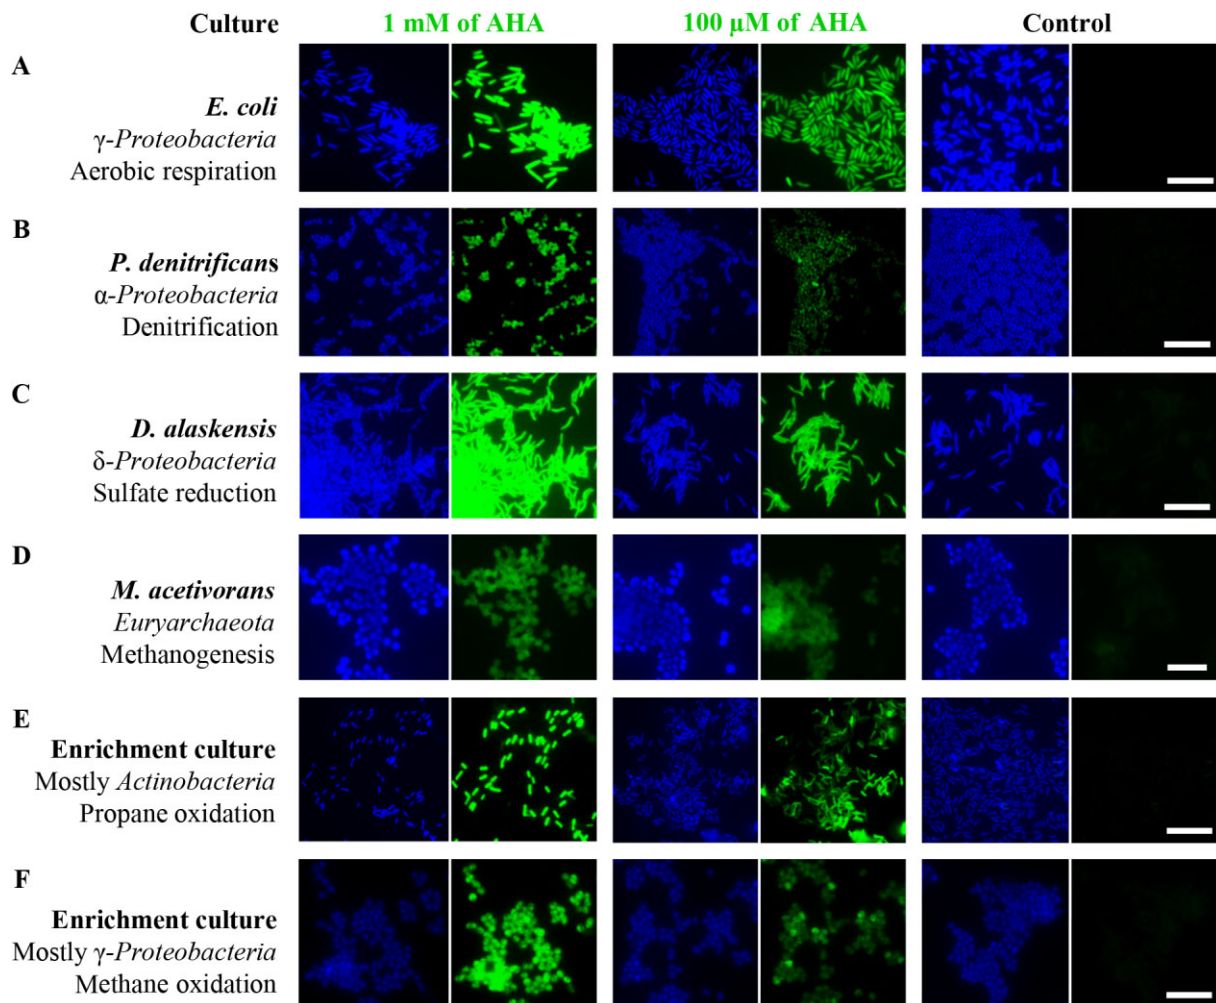 Culture 1 mM of AHA 100 μM of AHA Control
A
E. coli
γ-Proteobacteria
Aerobic respiration
B
P. denitrificans
α-Proteobacteria
Denitrification
C
D. alaskensis
δ-Proteobacteria
Sulfate reduction
D
M. acetivorans
Euryarchaeota
Methanogenesis
E
Enrichment culture
Mostly Actinobacteria
Propane oxidation
F
Enrichment culture
Mostly γ-Proteobacteria
Methane oxidation